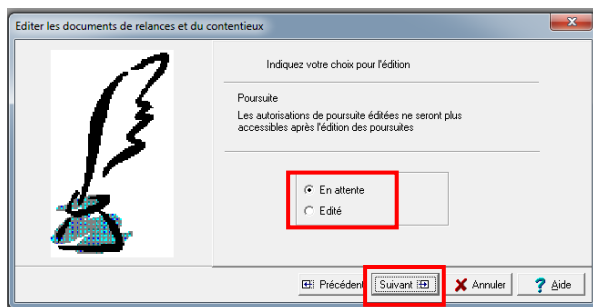 Editer les documents de relances et du contentieux
Indiquez votre choix pour l'édition
Poursuite
Les autorisations de poursuite éditées ne seront plus
accessibles après l'édition des poursuites
En attente
Edité
Précédent Suivant Annuler ? Aide